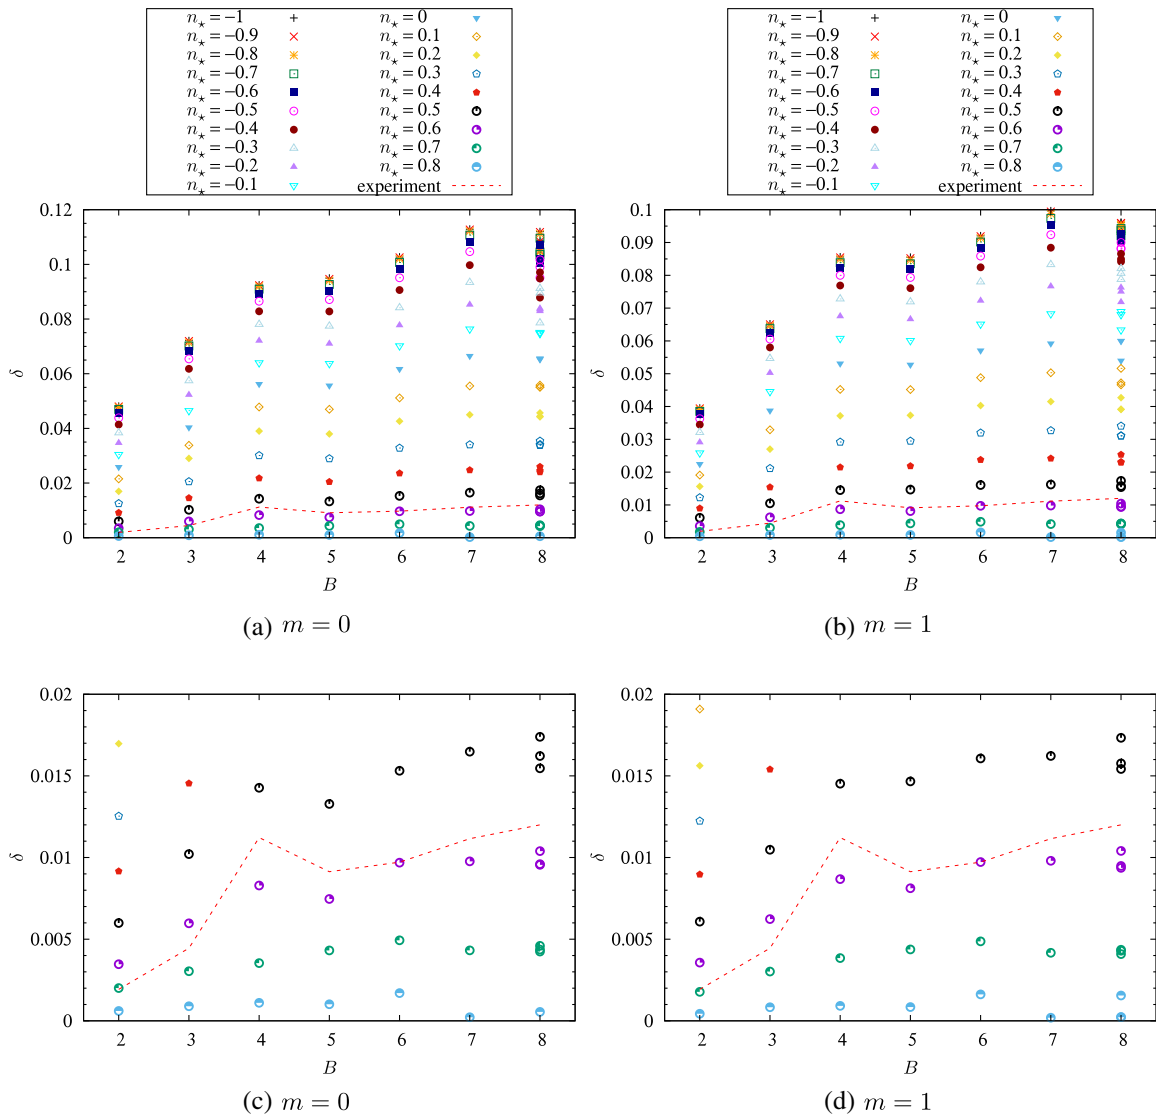 n⋆ = −1 n⋆ = 0
n⋆ = −0.9 n⋆ = 0.1
n⋆ = −0.8 n⋆ = 0.2
n⋆ = −0.7 n⋆ = 0.3
n⋆ = −0.6 n⋆ = 0.4
n⋆ = −0.5 n⋆ = 0.5
n⋆ = −0.4 n⋆ = 0.6
n⋆ = −0.3 n⋆ = 0.7
n⋆ = −0.2 n⋆ = 0.8
n⋆ = −0.1 experiment
0.12
0.1
0.08
0.06
0.04
0.02
0
δ
2 3 4 5 6 7 8
B
(a) m = 0
n⋆ = −1 n⋆ = 0
n⋆ = −0.9 n⋆ = 0.1
n⋆ = −0.8 n⋆ = 0.2
n⋆ = −0.7 n⋆ = 0.3
n⋆ = −0.6 n⋆ = 0.4
n⋆ = −0.5 n⋆ = 0.5
n⋆ = −0.4 n⋆ = 0.6
n⋆ = −0.3 n⋆ = 0.7
n⋆ = −0.2 n⋆ = 0.8
n⋆ = −0.1 experiment
0.1
0.09
0.08
0.07
0.06
0.05
0.04
0.03
0.02
0.01
0
δ
2 3 4 5 6 7 8
B
(b) m = 1
0.02
0.015
0.01
0.005
0
δ
2 3 4 5 6 7 8
B
(c) m = 0
0.02
0.015
0.01
0.005
0
δ
2 3 4 5 6 7 8
B
(d) m = 1